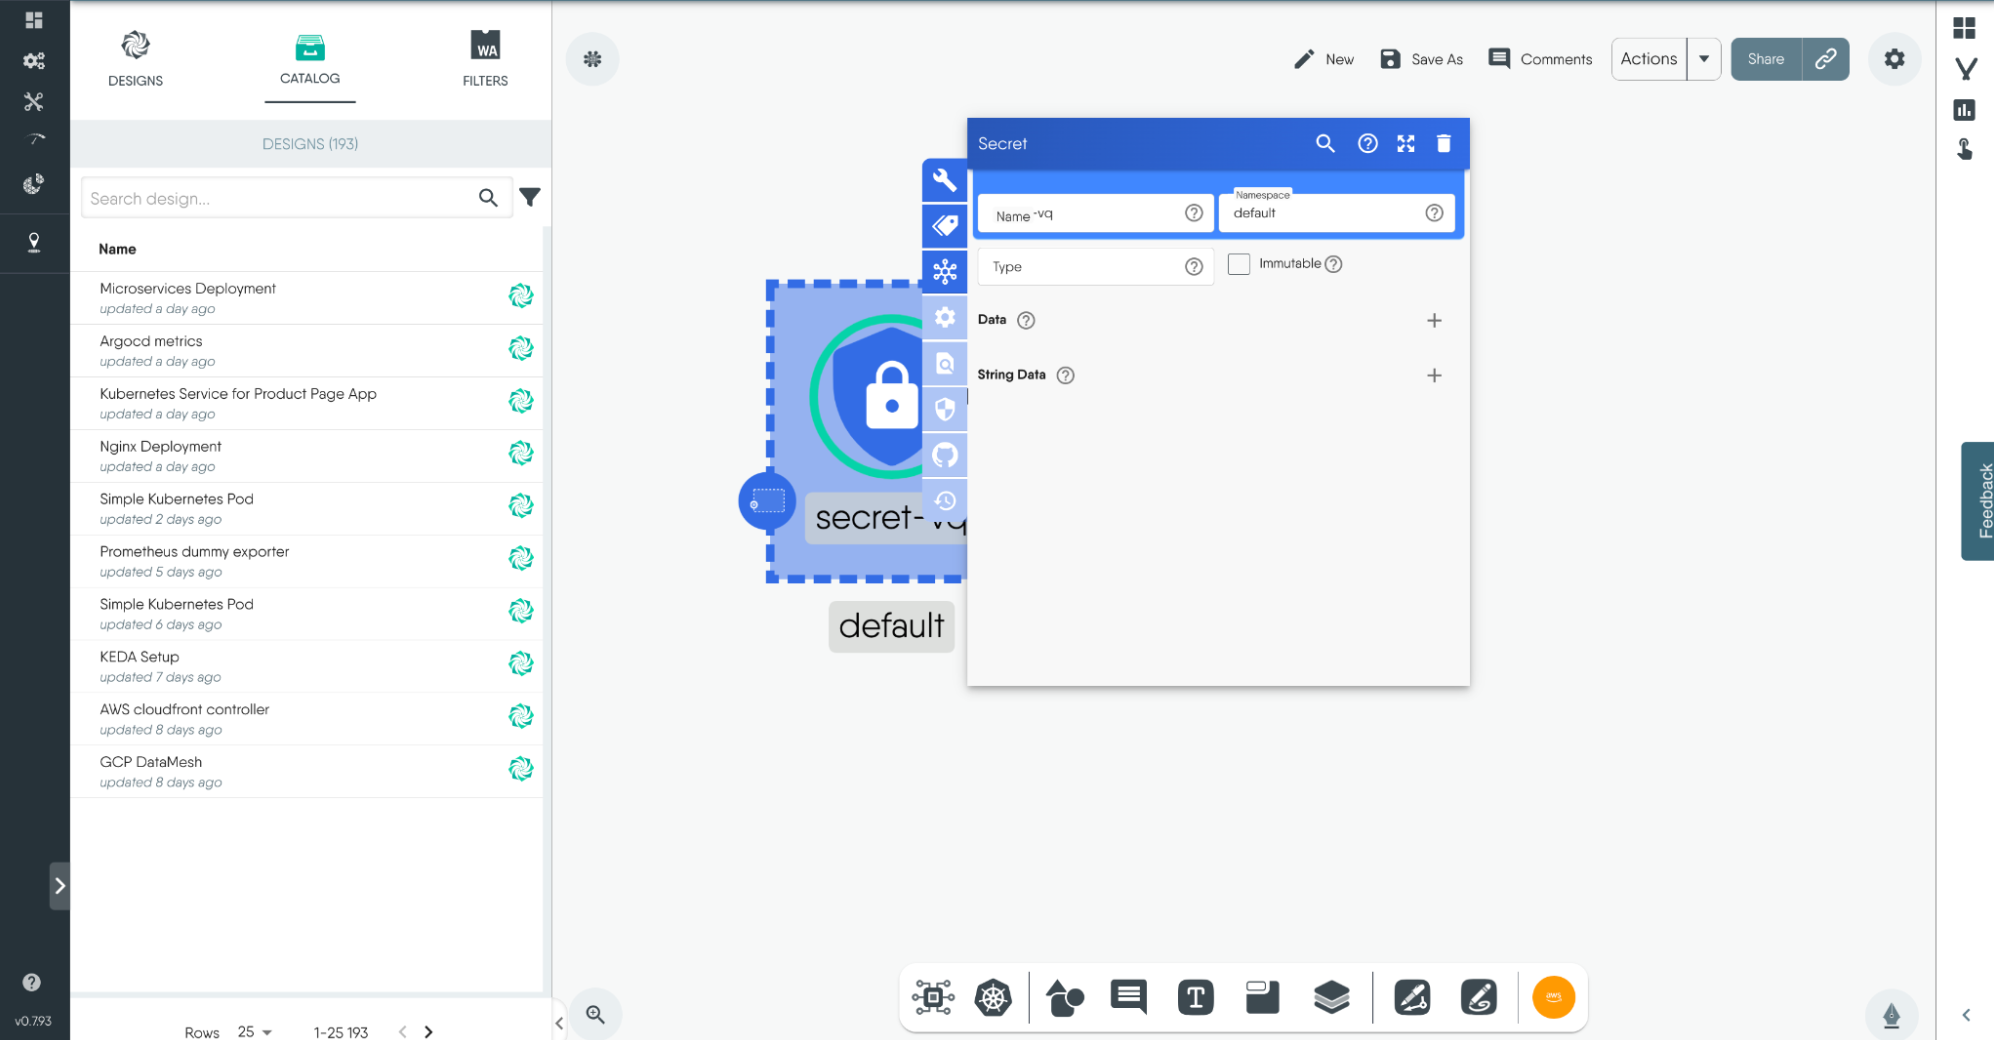 DESIGNS
CATALOG
WA
FILTERS
DESIGNS (193)
Search design...
Name
Microservices Deployment
updated a day ago
Argocd metrics
updated a day ago
Kubernetes Service for Product Page App
updated a day ago
Nginx Deployment
updated a day ago
Simple Kubernetes Pod
updated 2 days ago
Prometheus dummy exporter
updated 5 days ago
Simple Kubernetes Pod
updated 6 days ago
KEDA Setup
updated 7 days ago
AWS cloudfront controller
updated 8 days ago
GCP DataMesh
updated 8 days ago
v0.7.93
Rows 25 1-25 193
New
Save As
Comments
Actions
Share
Secret
Name -vq
Namespace
default
Type
Immutable
Data
String Data
secret-vq
default
T
aws
Feedback